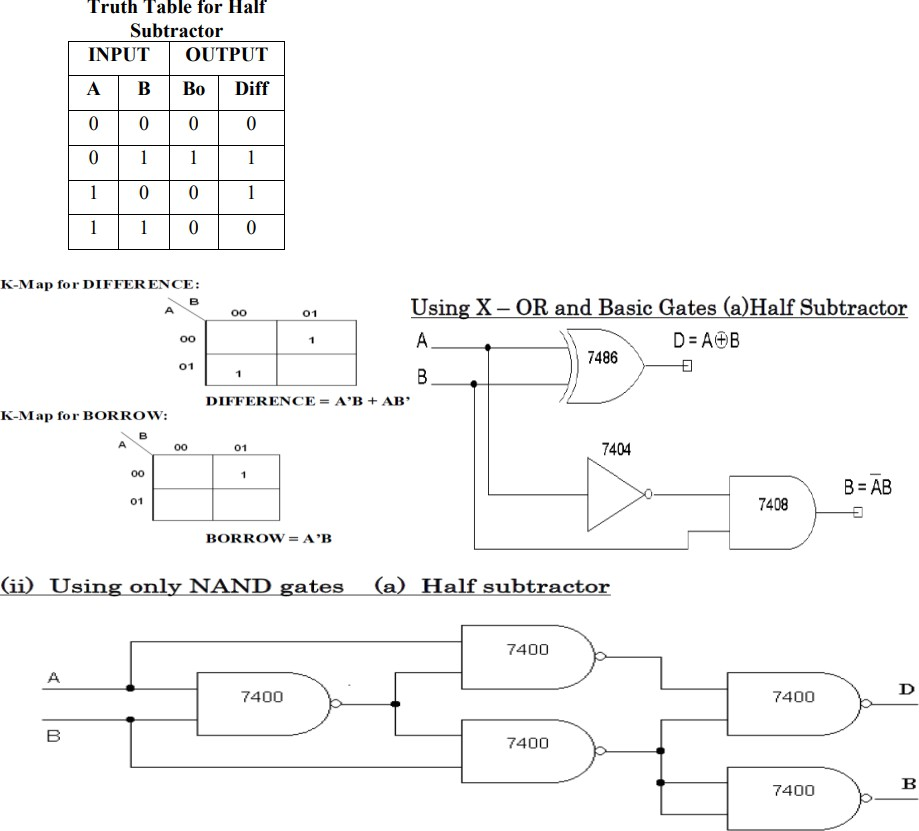 Truth Table for Half
Subtractor
INPUT OUTPUT
A B Bo Diff
0 0 0 0
0 1 1 1
1 0 0 1
1 1 0 0
K-Map for DIFFERENCE:
B
A
00 01
00 1
01 1
DIFFERENCE = A'B + AB'
K-Map for BORROW:
B
A
00 01
00 1
01
BORROW = A'B
Using X – OR and Basic Gates (a)Half Subtractor
A
B
7486
D = A⊕B
7404
7408
B = A̅B
(ii) Using only NAND gates (a) Half subtractor
A
B
7400
7400
7400
7400
7400
D
B